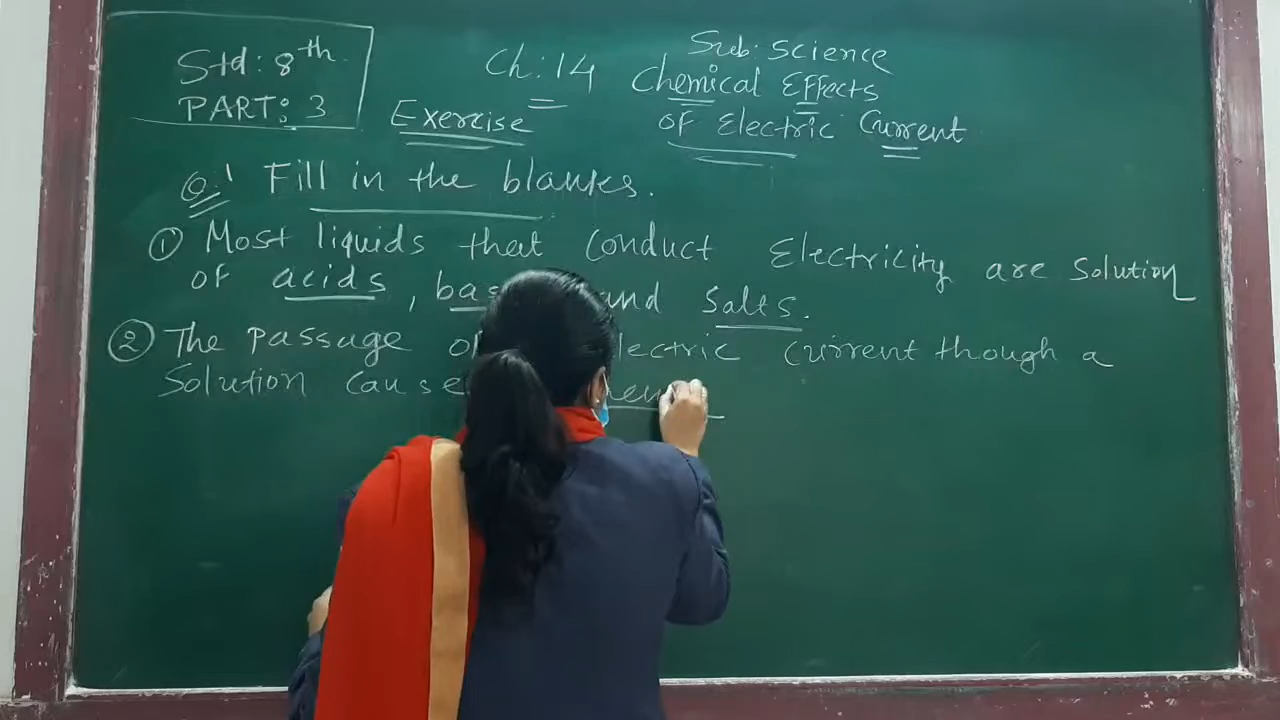 Std: 8th.
PART: 3
Ch: 14
Sub: Science
Chemical Effects
OF Electric Current
Exercise
Q.1 Fill in the blanks.
① Most liquids that conduct Electricity are Solution
of acids, and Salts.
② The Passage Current though a
Solution